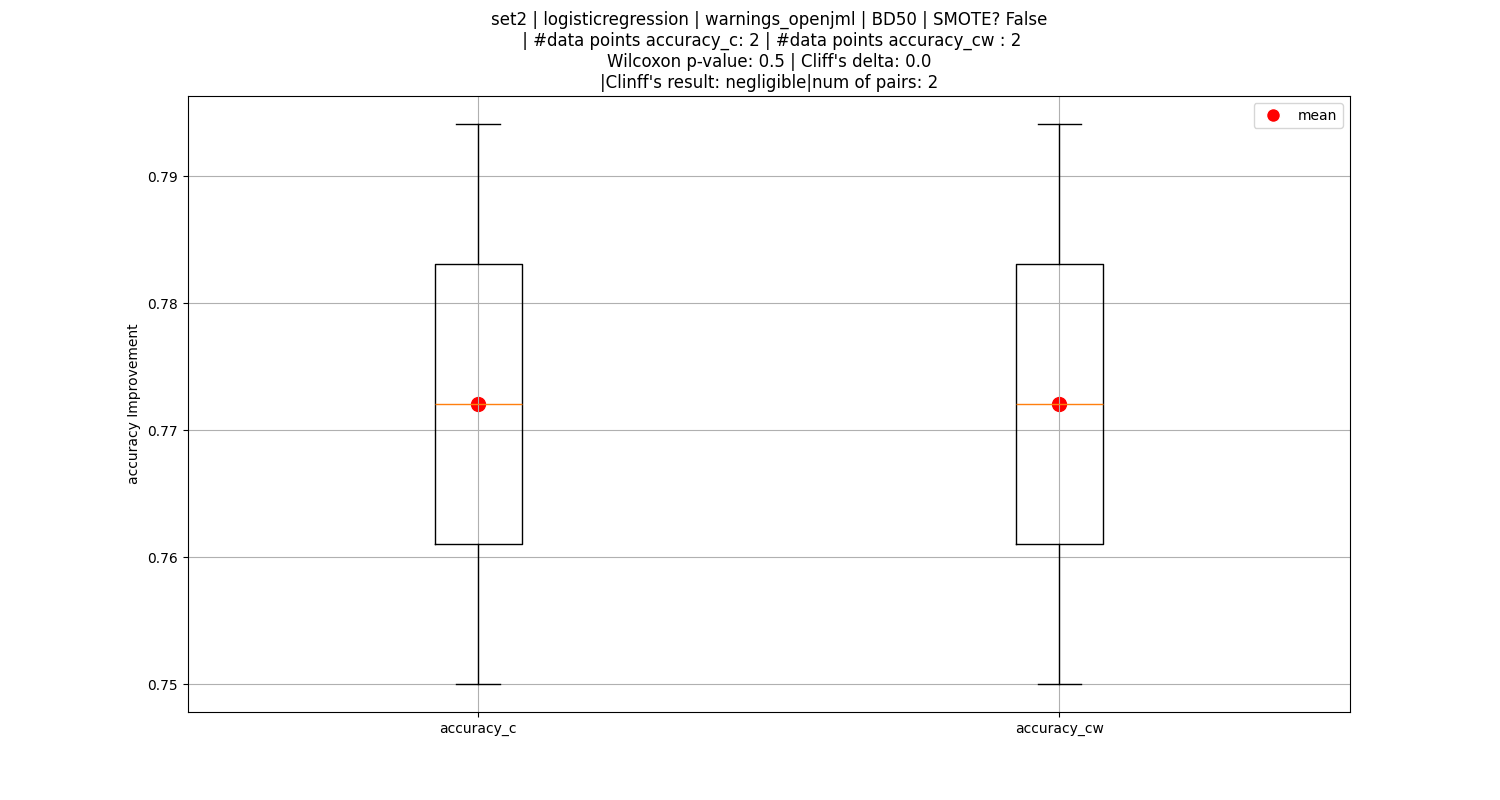 set2 | logisticregression | warnings_openjml | BD50 | SMOTE? False
| #data points accuracy_c: 2 | #data points accuracy_cw : 2
Wilcoxon p-value: 0.5 | Cliff's delta: 0.0
|Clinff's result: negligible|num of pairs: 2
mean
0.79
0.78
0.77
0.76
0.75
accuracy Improvement
accuracy_c
accuracy_cw